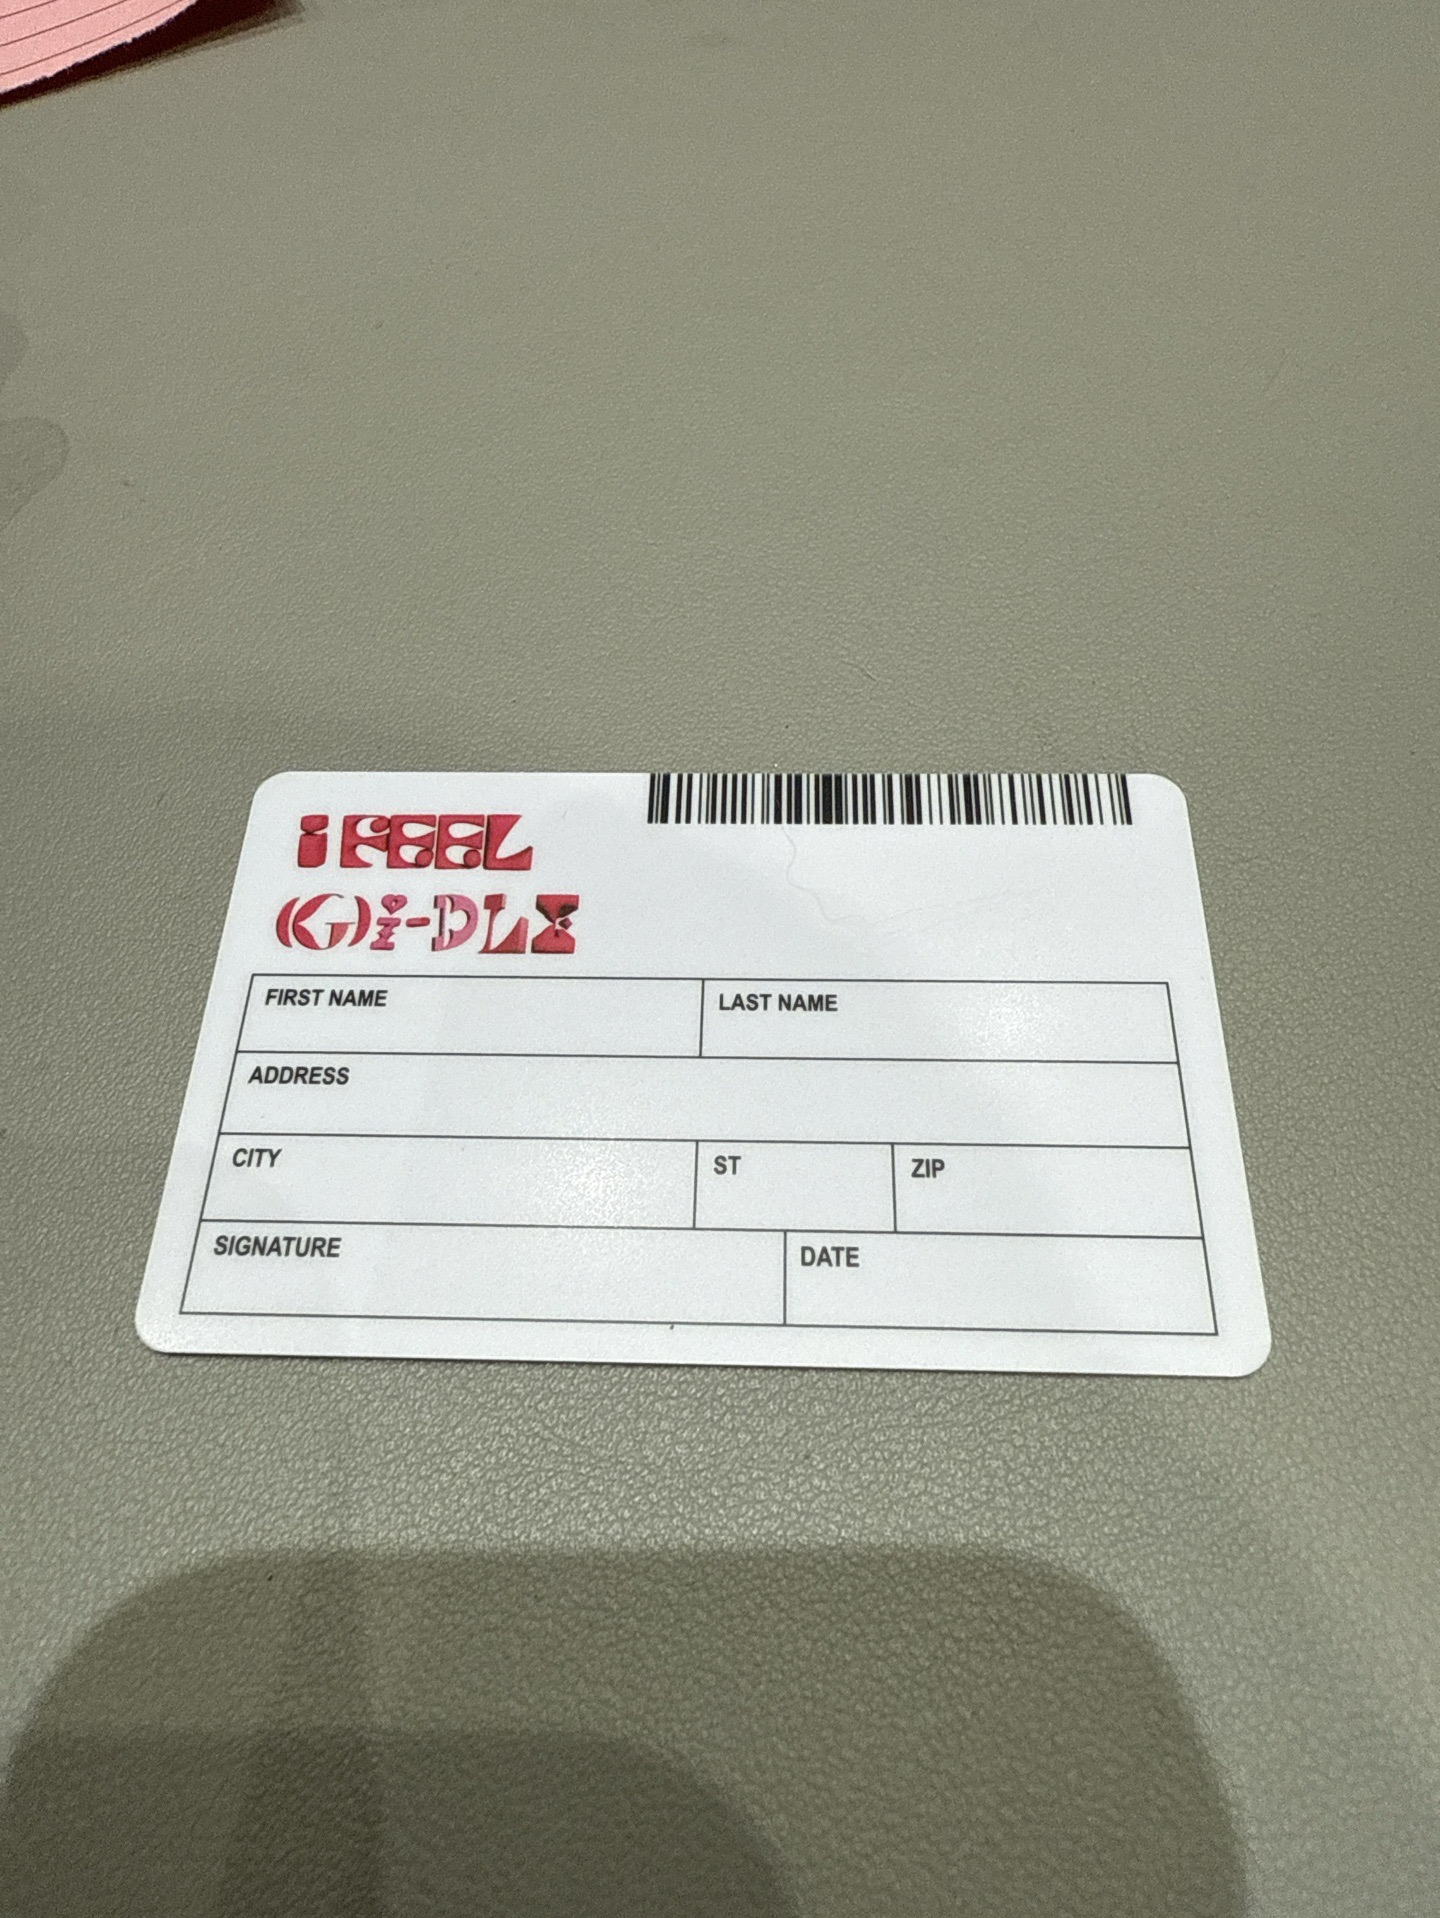 i FEEL
(G)i-DLE
FIRST NAME LAST NAME
ADDRESS
CITY ST ZIP
SIGNATURE DATE